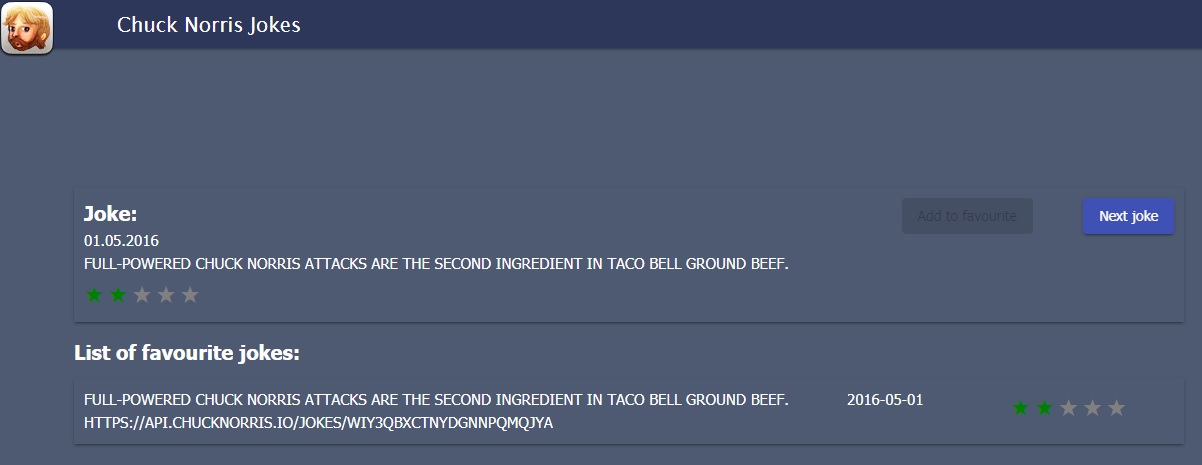 Chuck Norris Jokes
Joke:
Add to favourite
Next joke
01.05.2016
FULL-POWERED CHUCK NORRIS ATTACKS ARE THE SECOND INGREDIENT IN TACO BELL GROUND BEEF.
List of favourite jokes:
FULL-POWERED CHUCK NORRIS ATTACKS ARE THE SECOND INGREDIENT IN TACO BELL GROUND BEEF.
2016-05-01
HTTPS://API.CHUCKNORRIS.IO/JOKES/WIY3QBXCTNYDGNNPQMQJYA